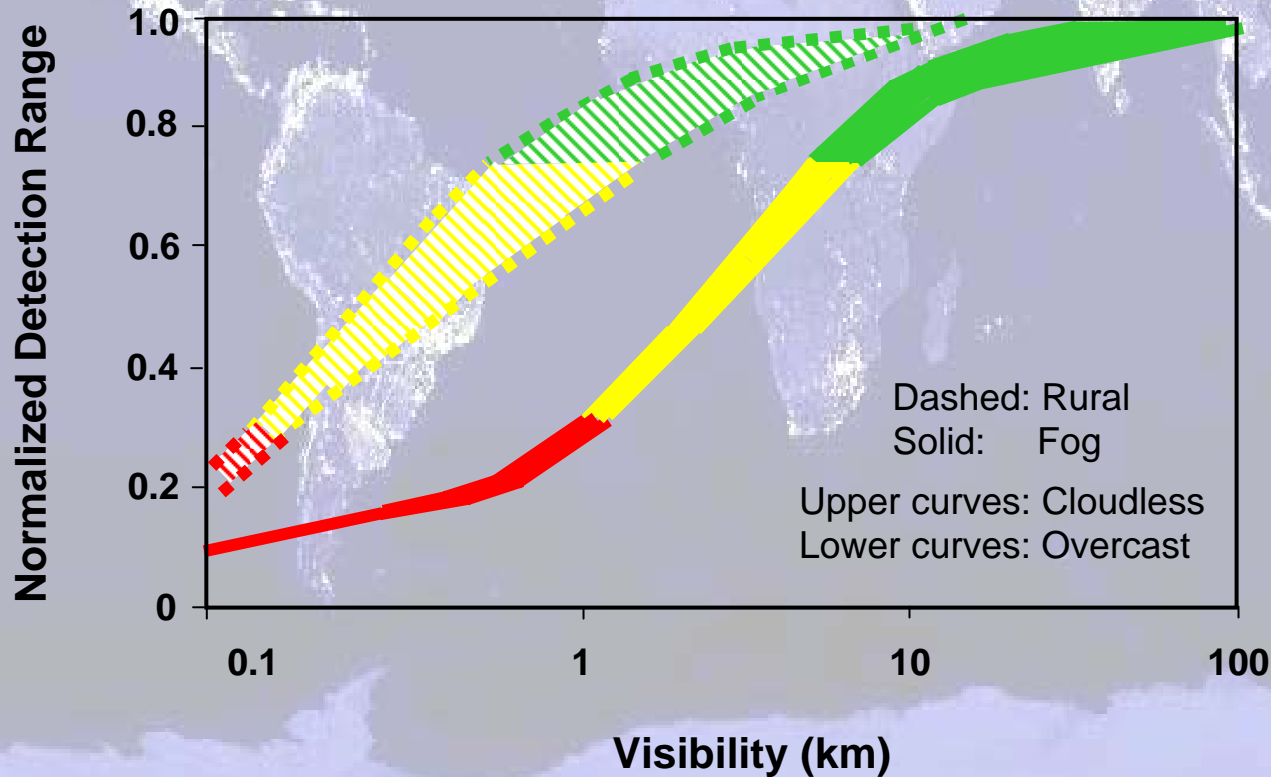 Normalized Detection Range
1.0
0.8
0.6
0.4
0.2
0
Dashed: Rural
Solid: Fog
Upper curves: Cloudless
Lower curves: Overcast
0.1 1 10 100
Visibility (km)